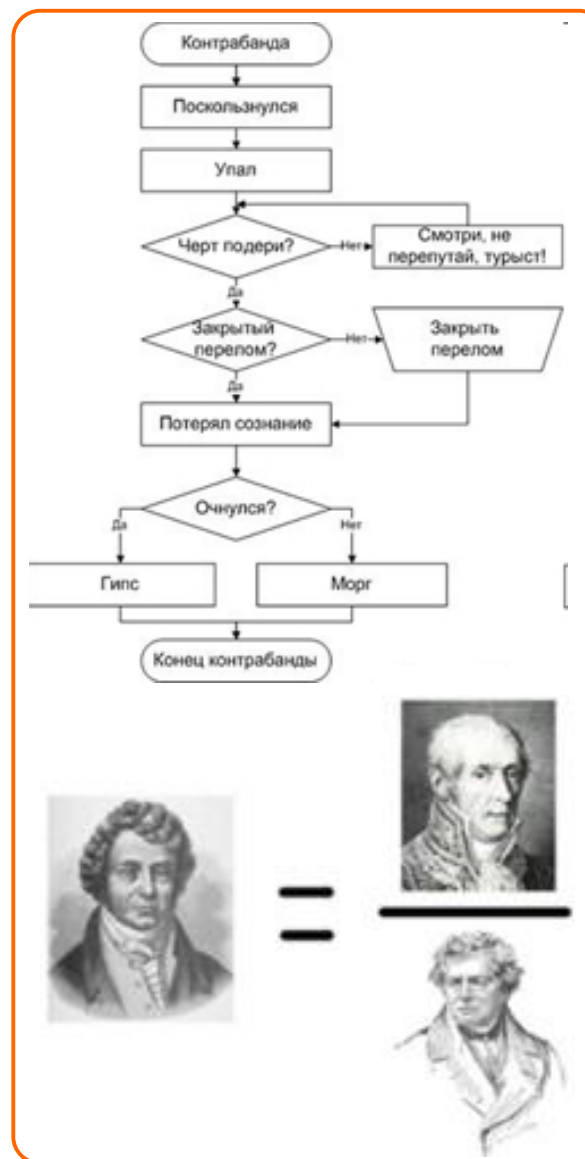 Контрабанда
Поскользнулся
Упал
Черт подери?
Нет
Смотри, не
перепутай, турыст!
Да
Закрытый
перелом?
Нет
Закрыть
перелом
Да
Потерял сознание
Очнулся?
Да
Нет
Гипс
Морг
Конец контрабанды